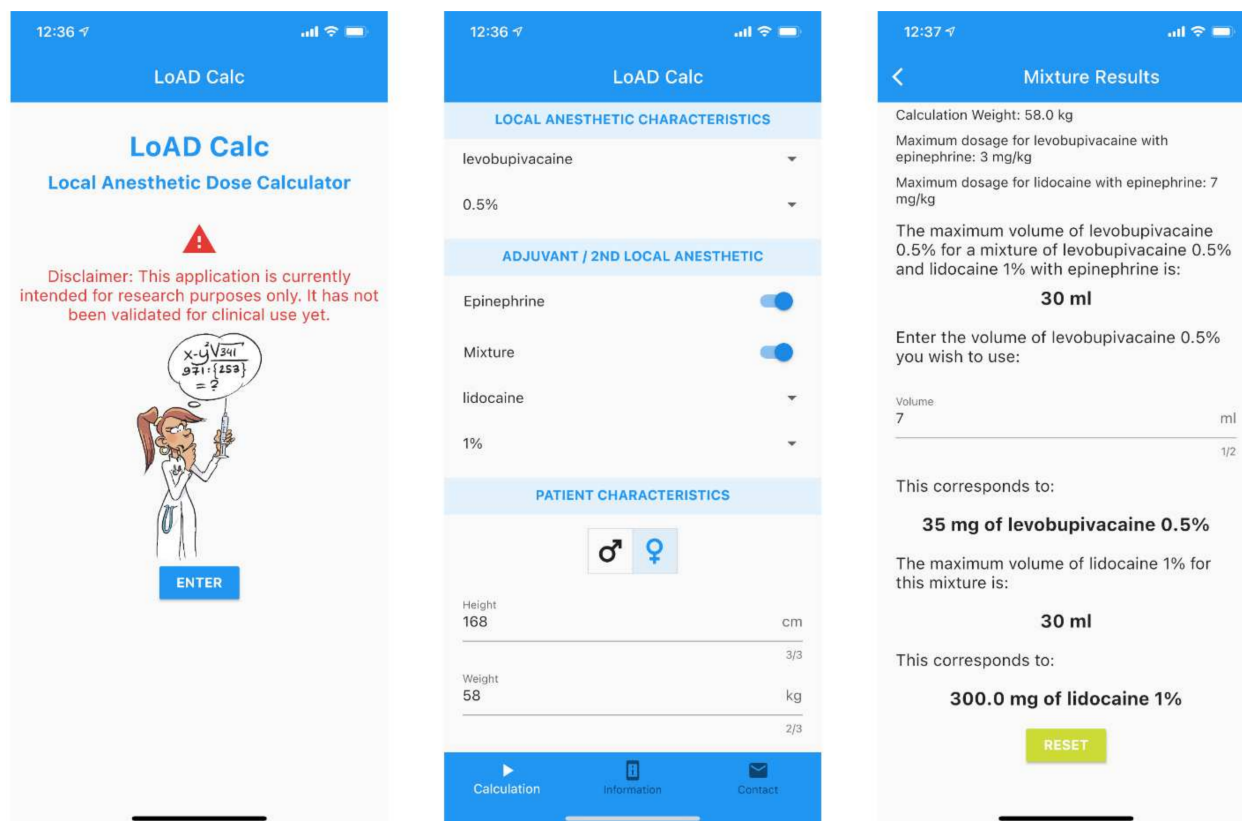 12:36
LoAD Calc
LoAD Calc
Local Anesthetic Dose Calculator
Disclaimer: This application is currently
intended for research purposes only. It has not
been validated for clinical use yet.
x-y²√341
971:{253}
= ?
ENTER
12:36
LoAD Calc
LOCAL ANESTHETIC CHARACTERISTICS
levobupivacaine
0.5%
ADJUVANT / 2ND LOCAL ANESTHETIC
Epinephrine
Mixture
lidocaine
1%
PATIENT CHARACTERISTICS
Height
168 cm
3/3
Weight
58 kg
2/3
Calculation Information Contact
12:37
Mixture Results
Calculation Weight: 58.0 kg
Maximum dosage for levobupivacaine with
epinephrine: 3 mg/kg
Maximum dosage for lidocaine with epinephrine: 7
mg/kg
The maximum volume of levobupivacaine
0.5% for a mixture of levobupivacaine 0.5%
and lidocaine 1% with epinephrine is:
30 ml
Enter the volume of levobupivacaine 0.5%
you wish to use:
Volume
7 ml
1/2
This corresponds to:
35 mg of levobupivacaine 0.5%
The maximum volume of lidocaine 1% for
this mixture is:
30 ml
This corresponds to:
300.0 mg of lidocaine 1%
RESET